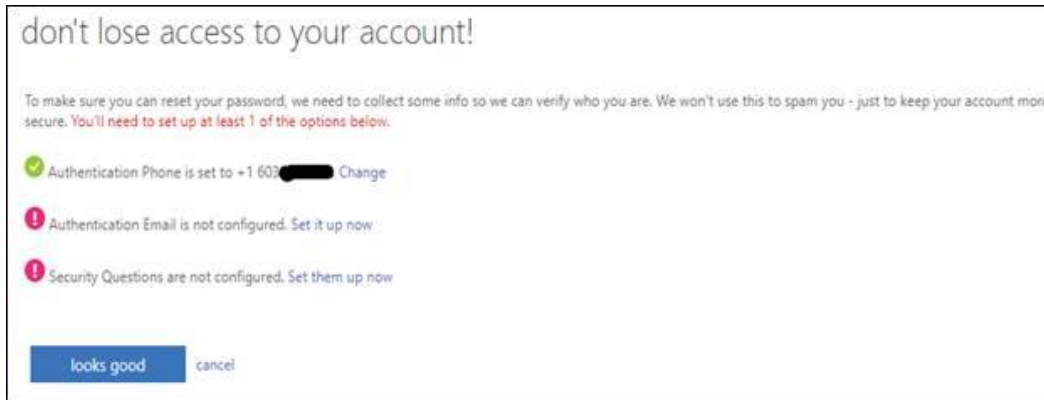 don't lose access to your account!
To make sure you can reset your password, we need to collect some info so we can verify who you are. We won't use this to spam you - just to keep your account more
secure. You'll need to set up at least 1 of the options below.
Authentication Phone is set to +1 603 Change
Authentication Email is not configured. Set it up now
Security Questions are not configured. Set them up now
looks good cancel